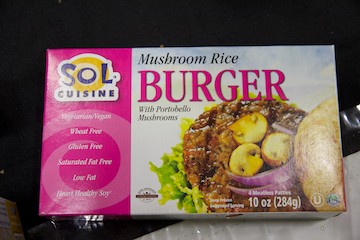 SOL
CUISINE
Vegetarian/Vegan
Wheat Free
Gluten Free
Saturated Fat Free
Low Fat
Heart Healthy Soy
Mushroom Rice
BURGER
With Portobello
Mushrooms
4 Meatless Patties
10 oz (284g)